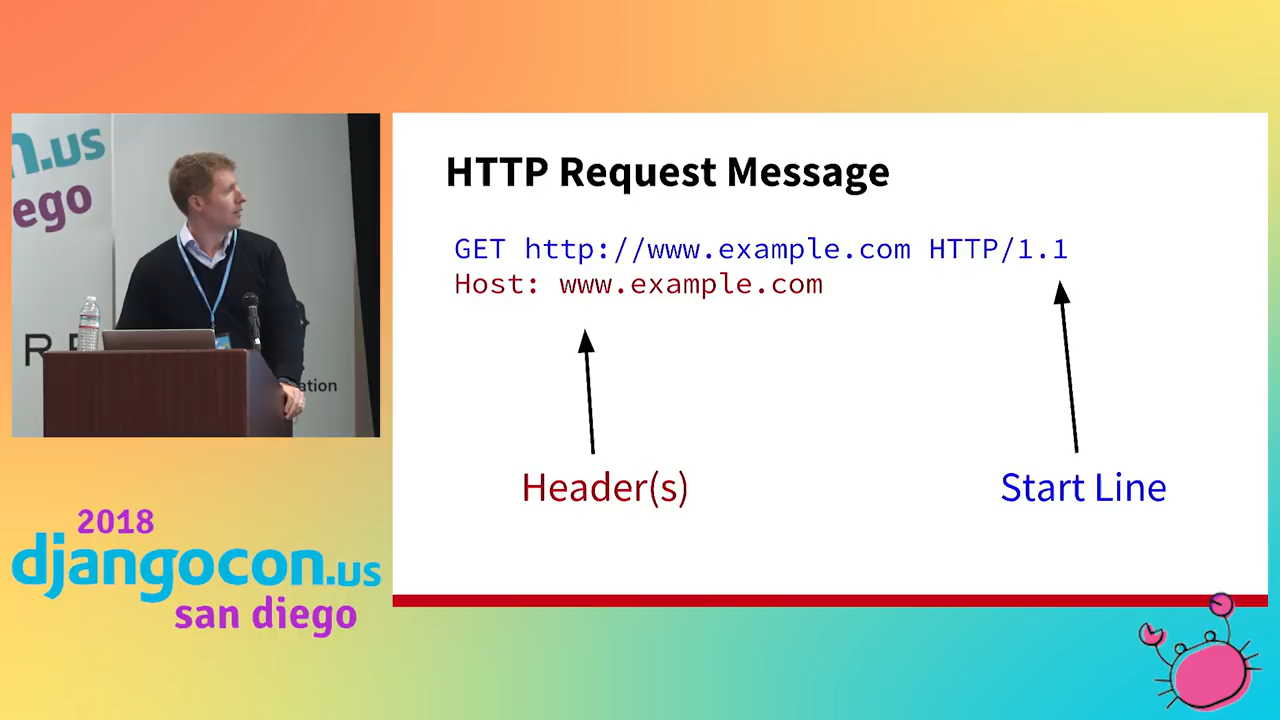 n.us
ego
R
ation
2018
djangocon.us
san diego
HTTP Request Message
GET http://www.example.com HTTP/1.1
Host: www.example.com
Header(s)
Start Line